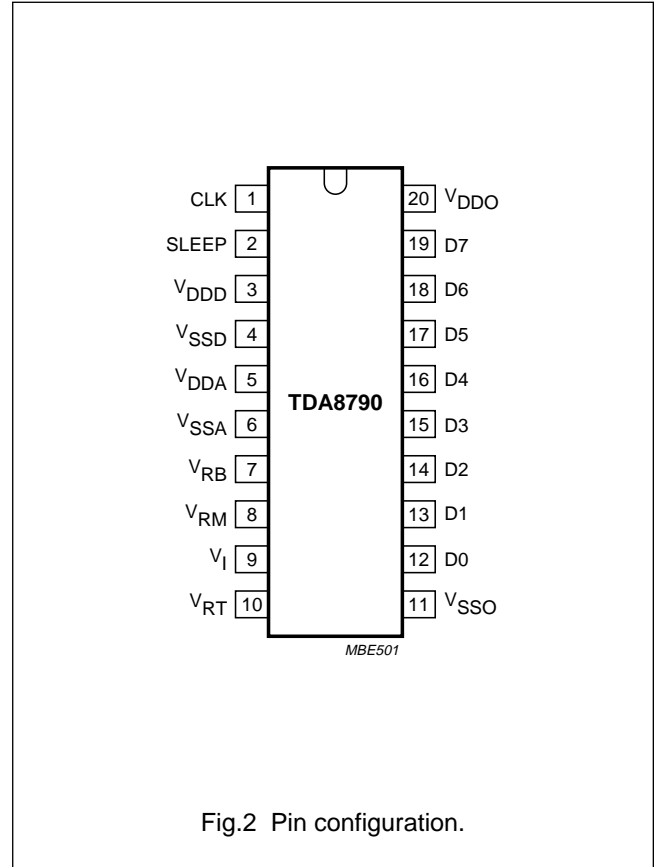 CLK 1 20 VDDO
SLEEP 2 19 D7
VDDD 3 18 D6
VSSD 4 17 D5
VDDA 5 16 D4
TDA8790
VSSA 6 15 D3
VRB 7 14 D2
VRM 8 13 D1
VI 9 12 D0
VRT 10 11 VSSO
MBE501
Fig.2 Pin configuration.